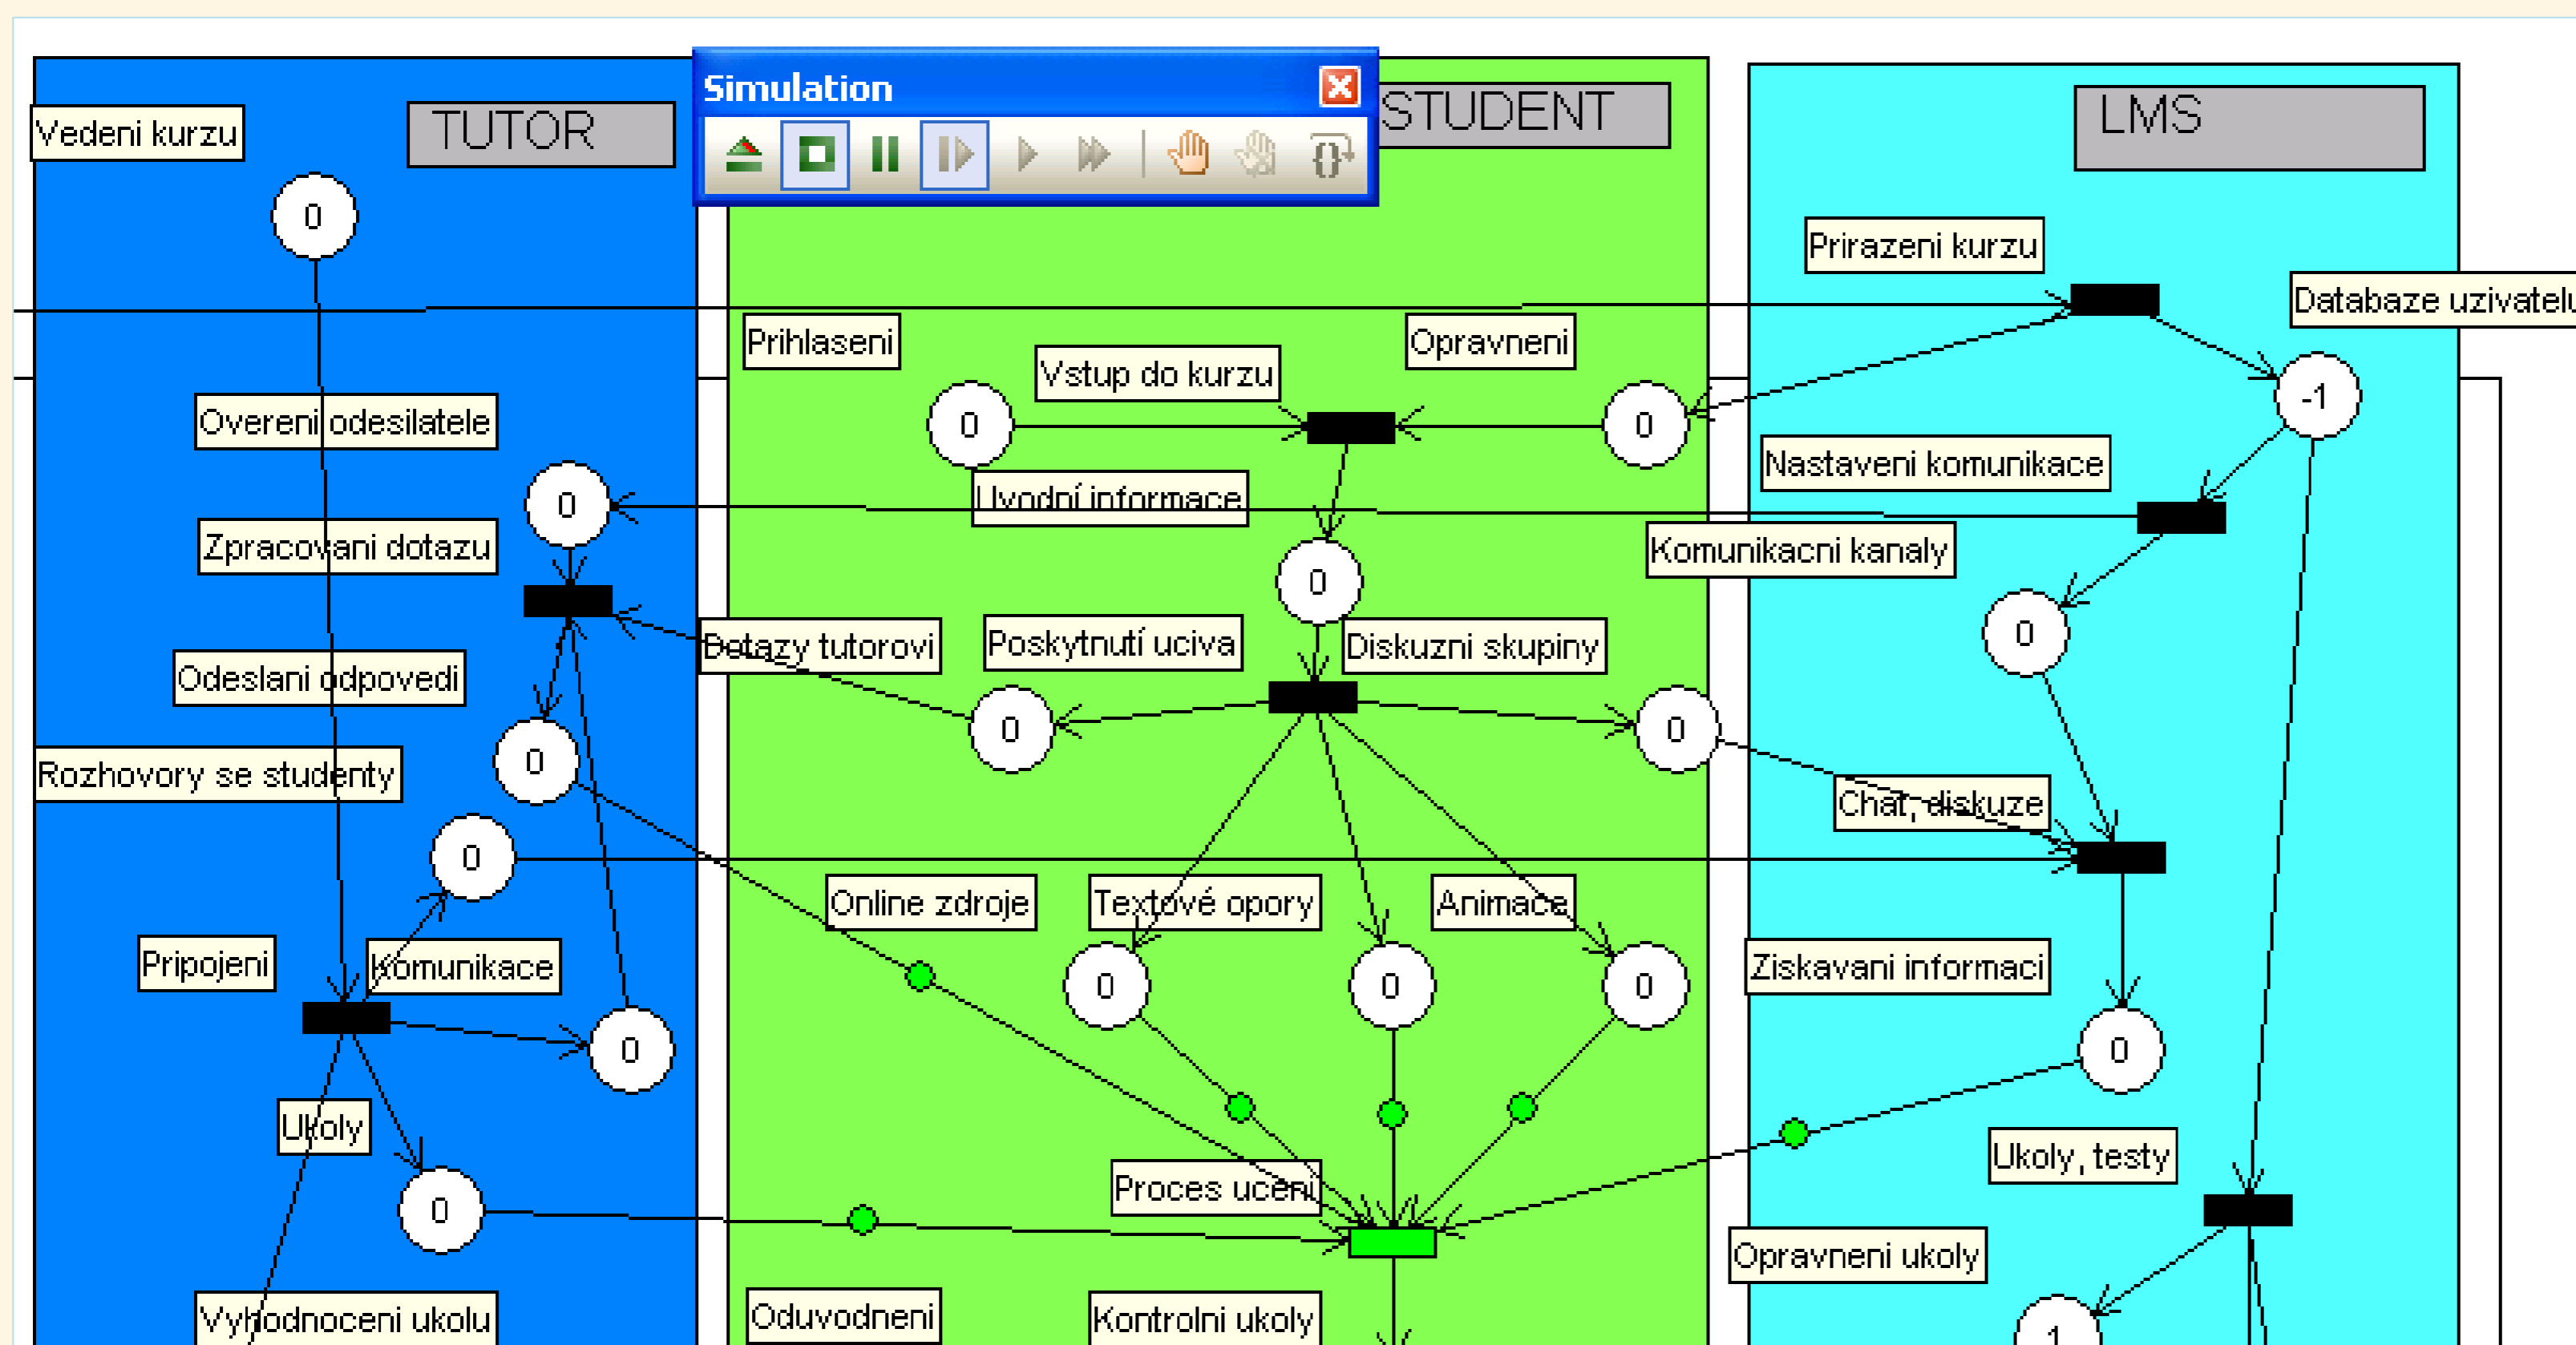 Simulation
Vedeni kurzu
TUTOR
STUDENT
LMS
0
Prirazeni kurzu
Databaze uzivatelu
Prihlaseni
Vstup do kurzu
Opravneni
-1
Overeni odesilatele
0
0
Nastaveni komunikace
0
Uvodní informace
Zpracovani dotazu
Komunikacni kanaly
0
0
Dotazy tutorovi
Poskytnutí uciva
Diskuzni skupiny
Odeslani odpovedi
0
0
0
Rozhovory se studenty
Chat, diskuze
0
Online zdroje
Textové opory
Animace
Pripojeni
Komunikace
Ziskavani informaci
0
0
0
0
0
Ukoly
Ukoly, testy
Proces uceni
0
Opravneni ukoly
Vyhodnoceni ukolu
Oduvodneni
Kontrolni ukoly